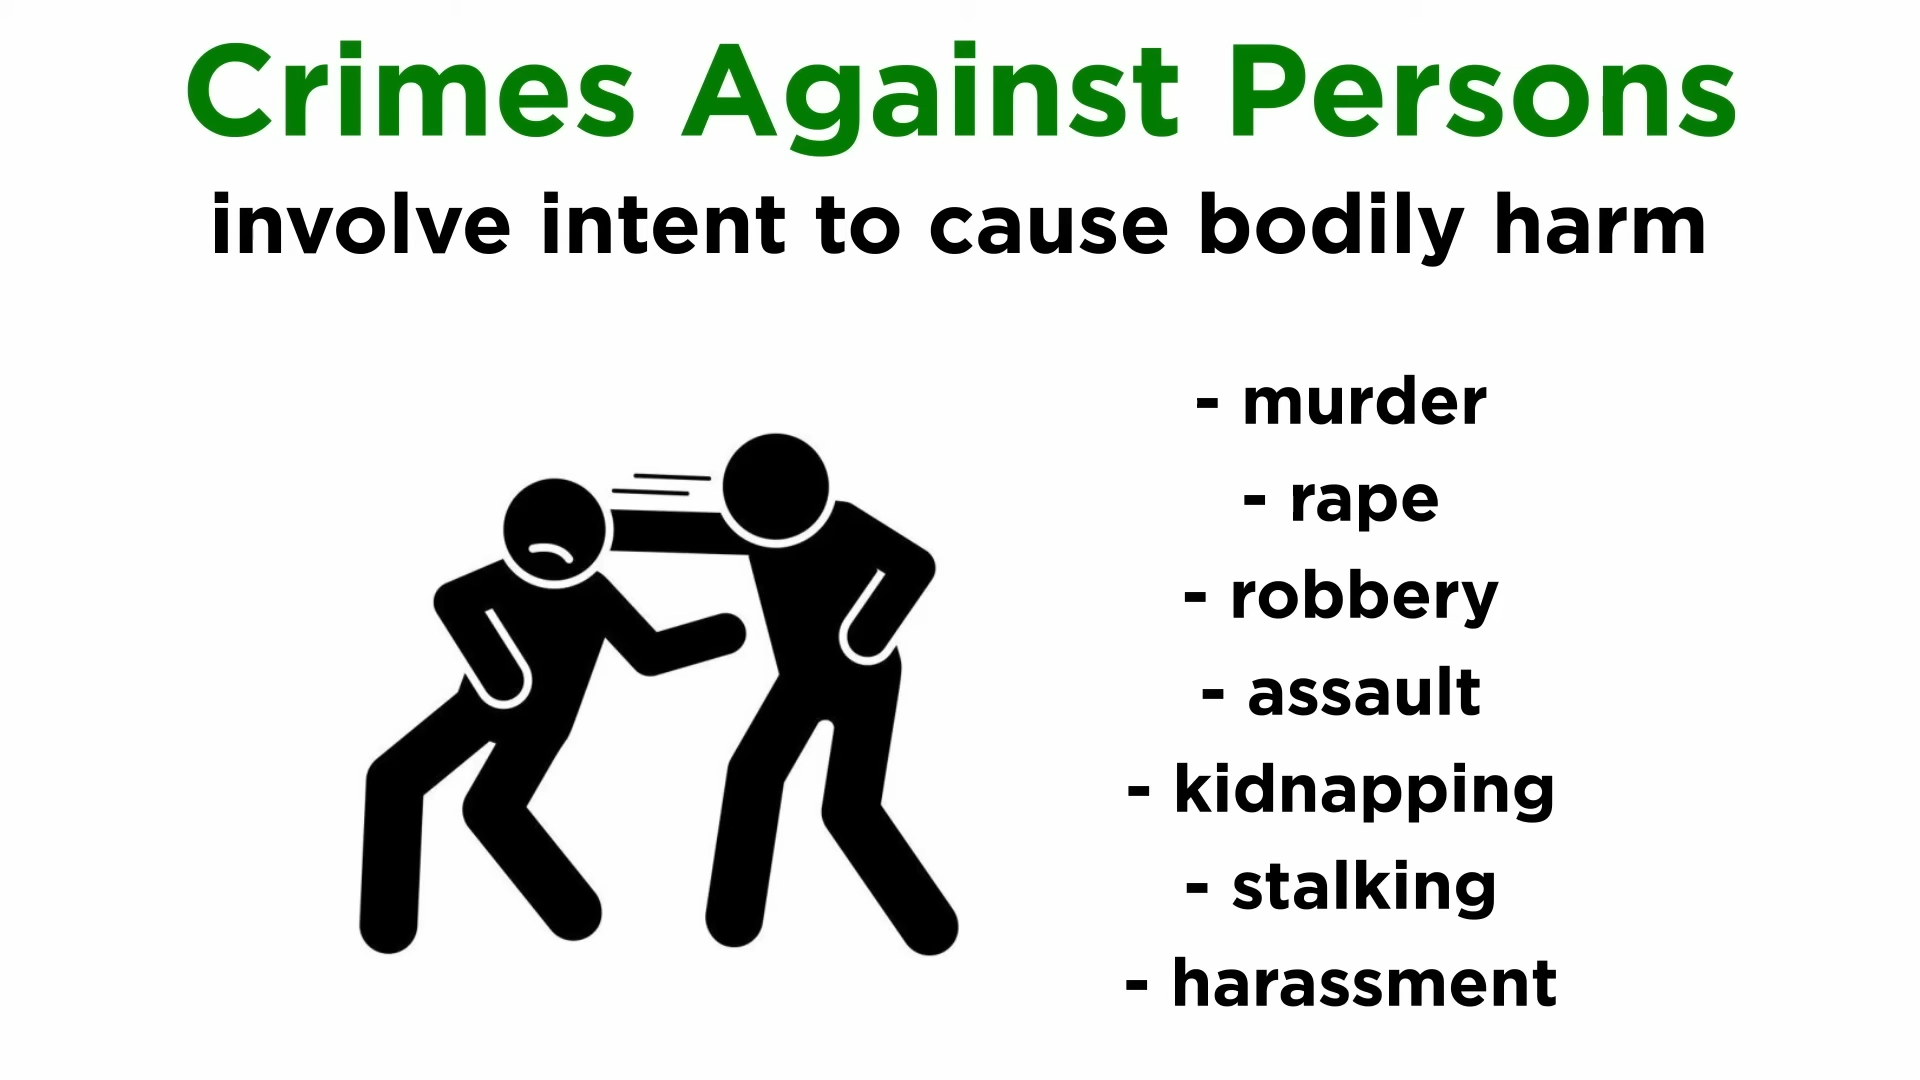 Crimes Against Persons
involve intent to cause bodily harm
- murder
- rape
- robbery
- assault
- kidnapping
- stalking
- harassment